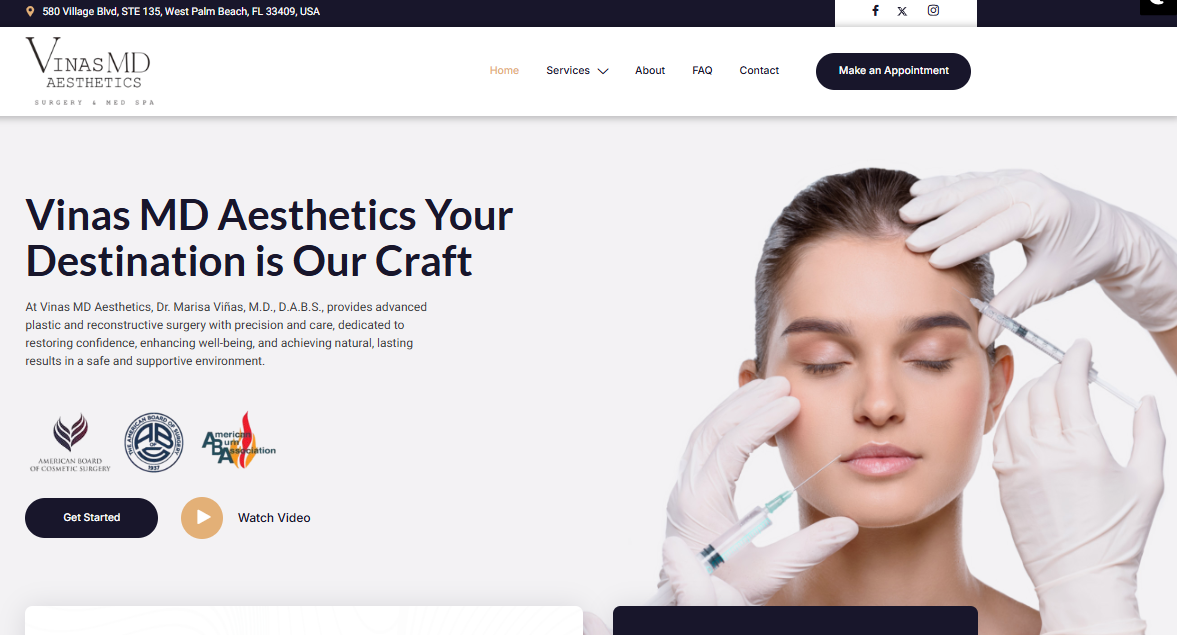 580 Village Blvd, STE 135, West Palm Beach, FL 33409, USA
VINAS MD
AESTHETICS
SURGERY & MED SPA
Home
Services
About
FAQ
Contact
Make an Appointment
Vinas MD Aesthetics Your
Destination is Our Craft
At Vinas MD Aesthetics, Dr. Marisa Viñas, M.D., D.A.B.S., provides advanced
plastic and reconstructive surgery with precision and care, dedicated to
restoring confidence, enhancing well-being, and achieving natural, lasting
results in a safe and supportive environment.
AMERICAN BOARD
OF COSMETIC SURGERY
THE AMERICAN BOARD OF SURGERY
ABS
OF
1937
American
Burn
Association
Get Started
Watch Video